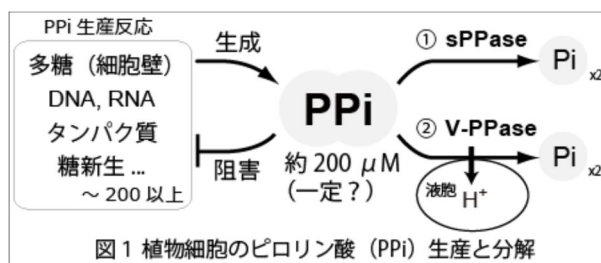 PPi 生産反応
多糖（細胞壁）
DNA, RNA
タンパク質
糖新生 ...
～ 200 以上
生成
阻害
PPi
約 200 μM
（一定？）
① sPPase
Pi x2
② V-PPase
Pi x2
液胞 H+
図 1 植物細胞のピロリン酸（PPi）生産と分解